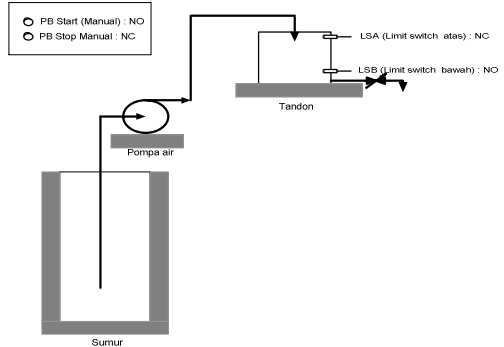 PB Start (Manual) : NO
PB Stop Manual : NC
LSA (Limit switch atas) : NC
LSB (Limit switch bawah) : NO
Tandon
Pompa air
Sumur